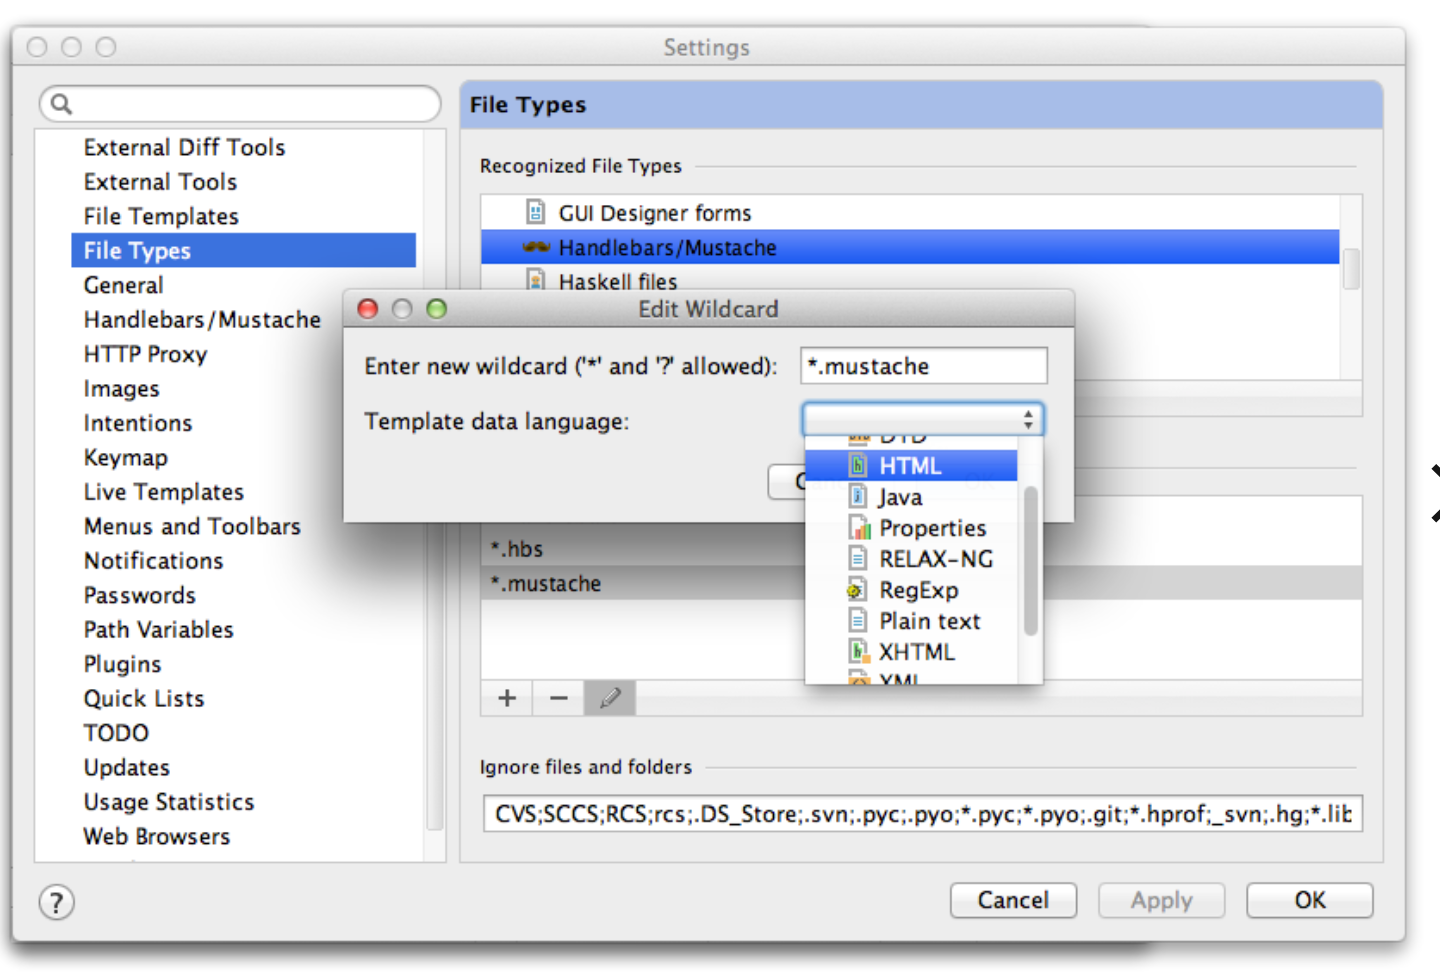 Settings
File Types
External Diff Tools
External Tools
File Templates
File Types
General
Handlebars/Mustache
HTTP Proxy
Images
Intentions
Keymap
Live Templates
Menus and Toolbars
Notifications
Passwords
Path Variables
Plugins
Quick Lists
TODO
Updates
Usage Statistics
Web Browsers
Recognized File Types
GUI Designer forms
Handlebars/Mustache
Haskell files
Edit Wildcard
Enter new wildcard ('*' and '?' allowed):
*.mustache
Template data language:
DTD
HTML
Java
Properties
RELAX-NG
RegExp
Plain text
XHTML
XML
*.hbs
*.mustache
Ignore files and folders
CVS;SCCS;RCS;rcs;.DS_Store;.svn;.pyc;.pyo;*.pyc;*.pyo;.git;*.hprof;_svn;.hg;*.lib
?
Cancel
Apply
OK